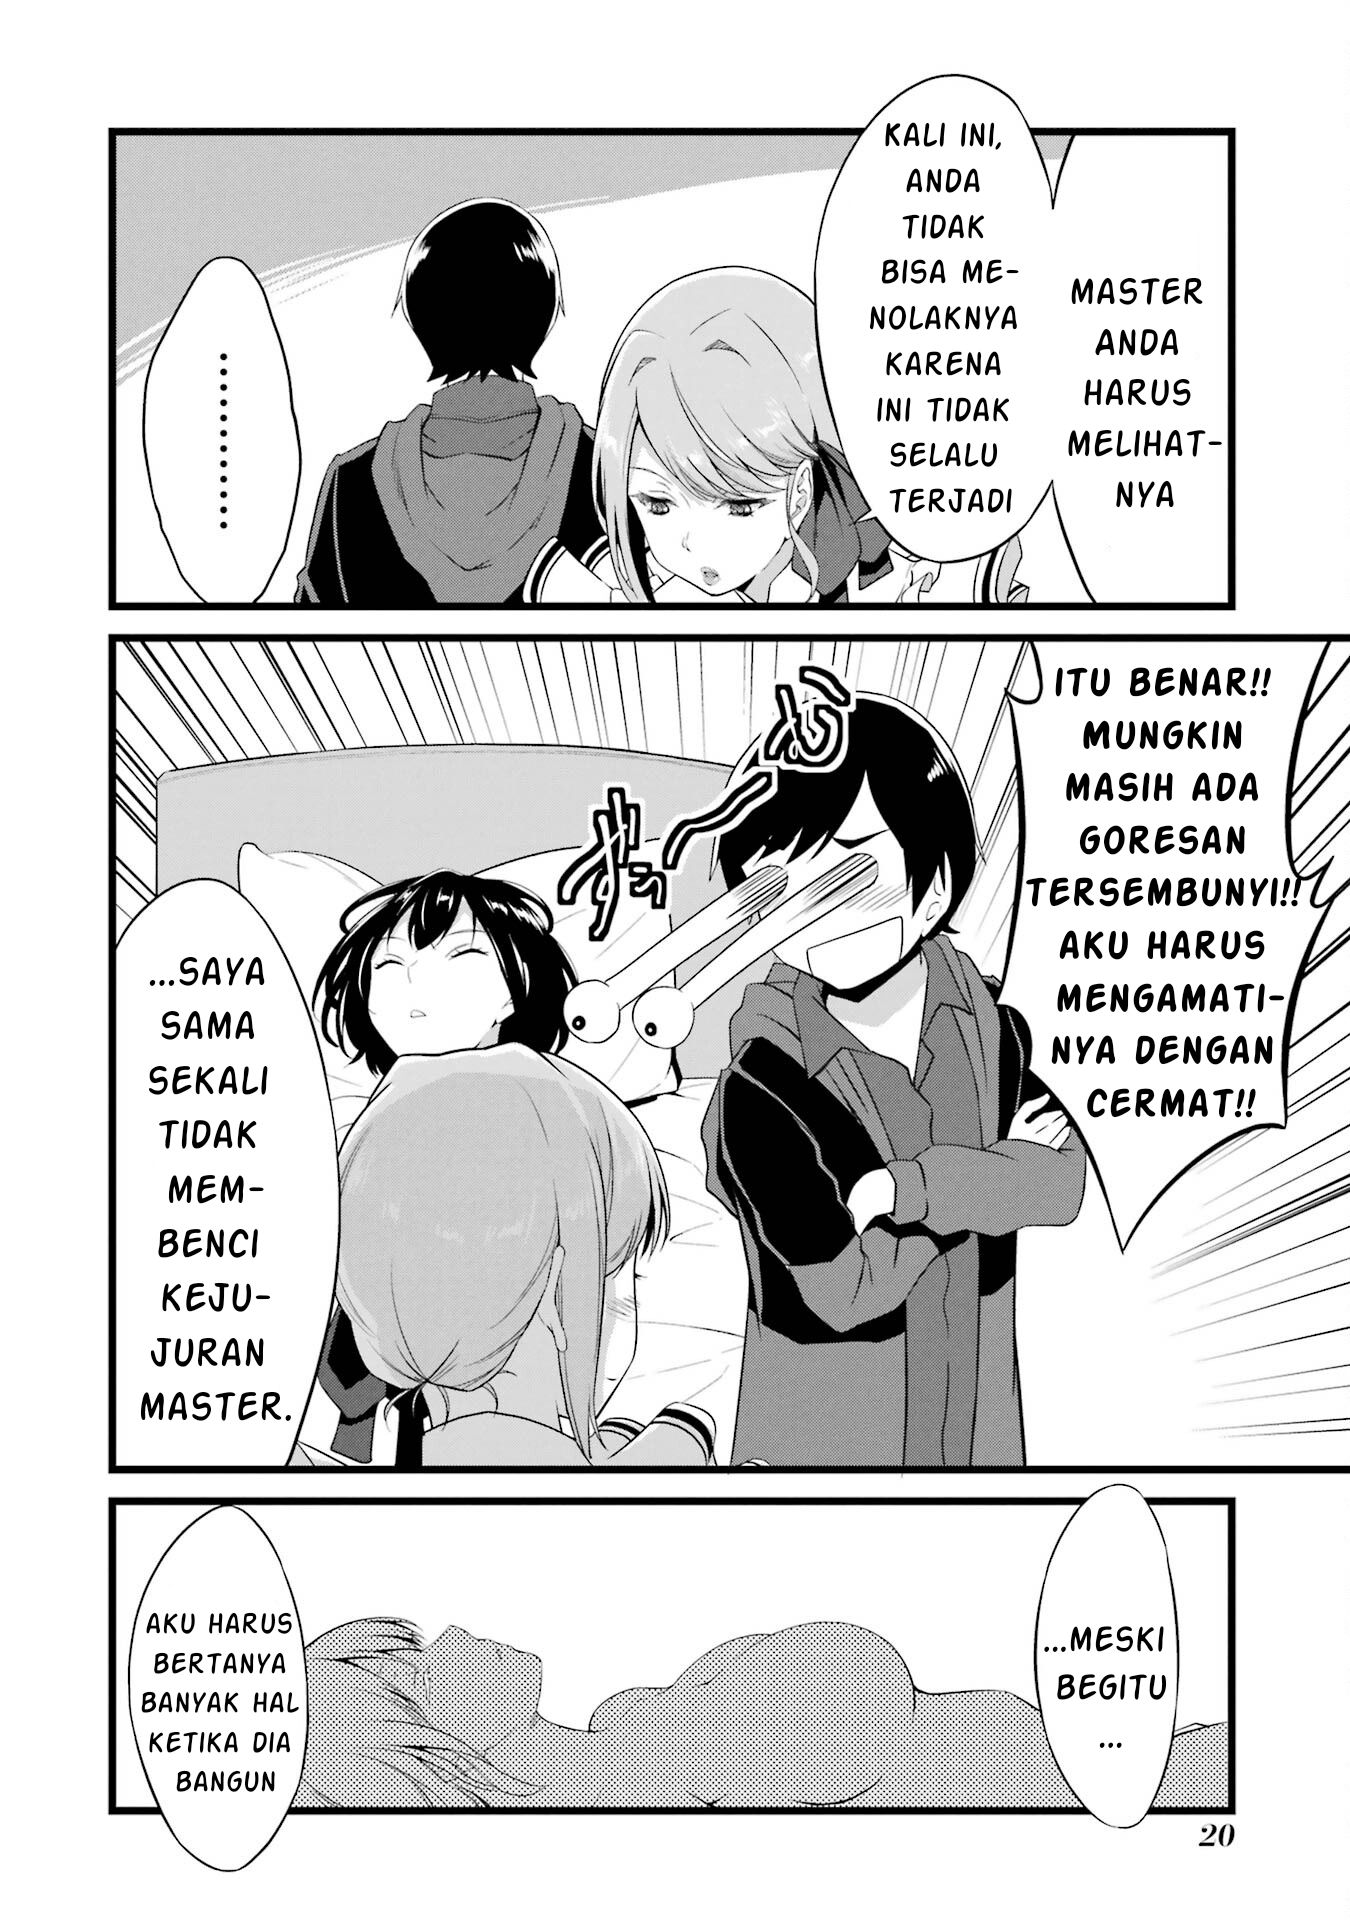 MASTER
ANDA
HARUS
MELIHAT-
NYA
KALI INI,
ANDA
TIDAK
BISA ME-
NOLAKNYA
KARENA
INI TIDAK
SELALU
TERJADI
..........
ITU BENAR!!
MUNGKIN
MASIH ADA
GORESAN
TERSEMBUNYI!!
AKU HARUS
MENGAMATI-
NYA DENGAN
CERMAT!!
...SAYA
SAMA
SEKALI
TIDAK
MEM-
BENCI
KEJU-
JURAN
MASTER.
...MESKI
BEGITU
...
AKU HARUS
BERTANYA
BANYAK HAL
KETIKA DIA
BANGUN
20